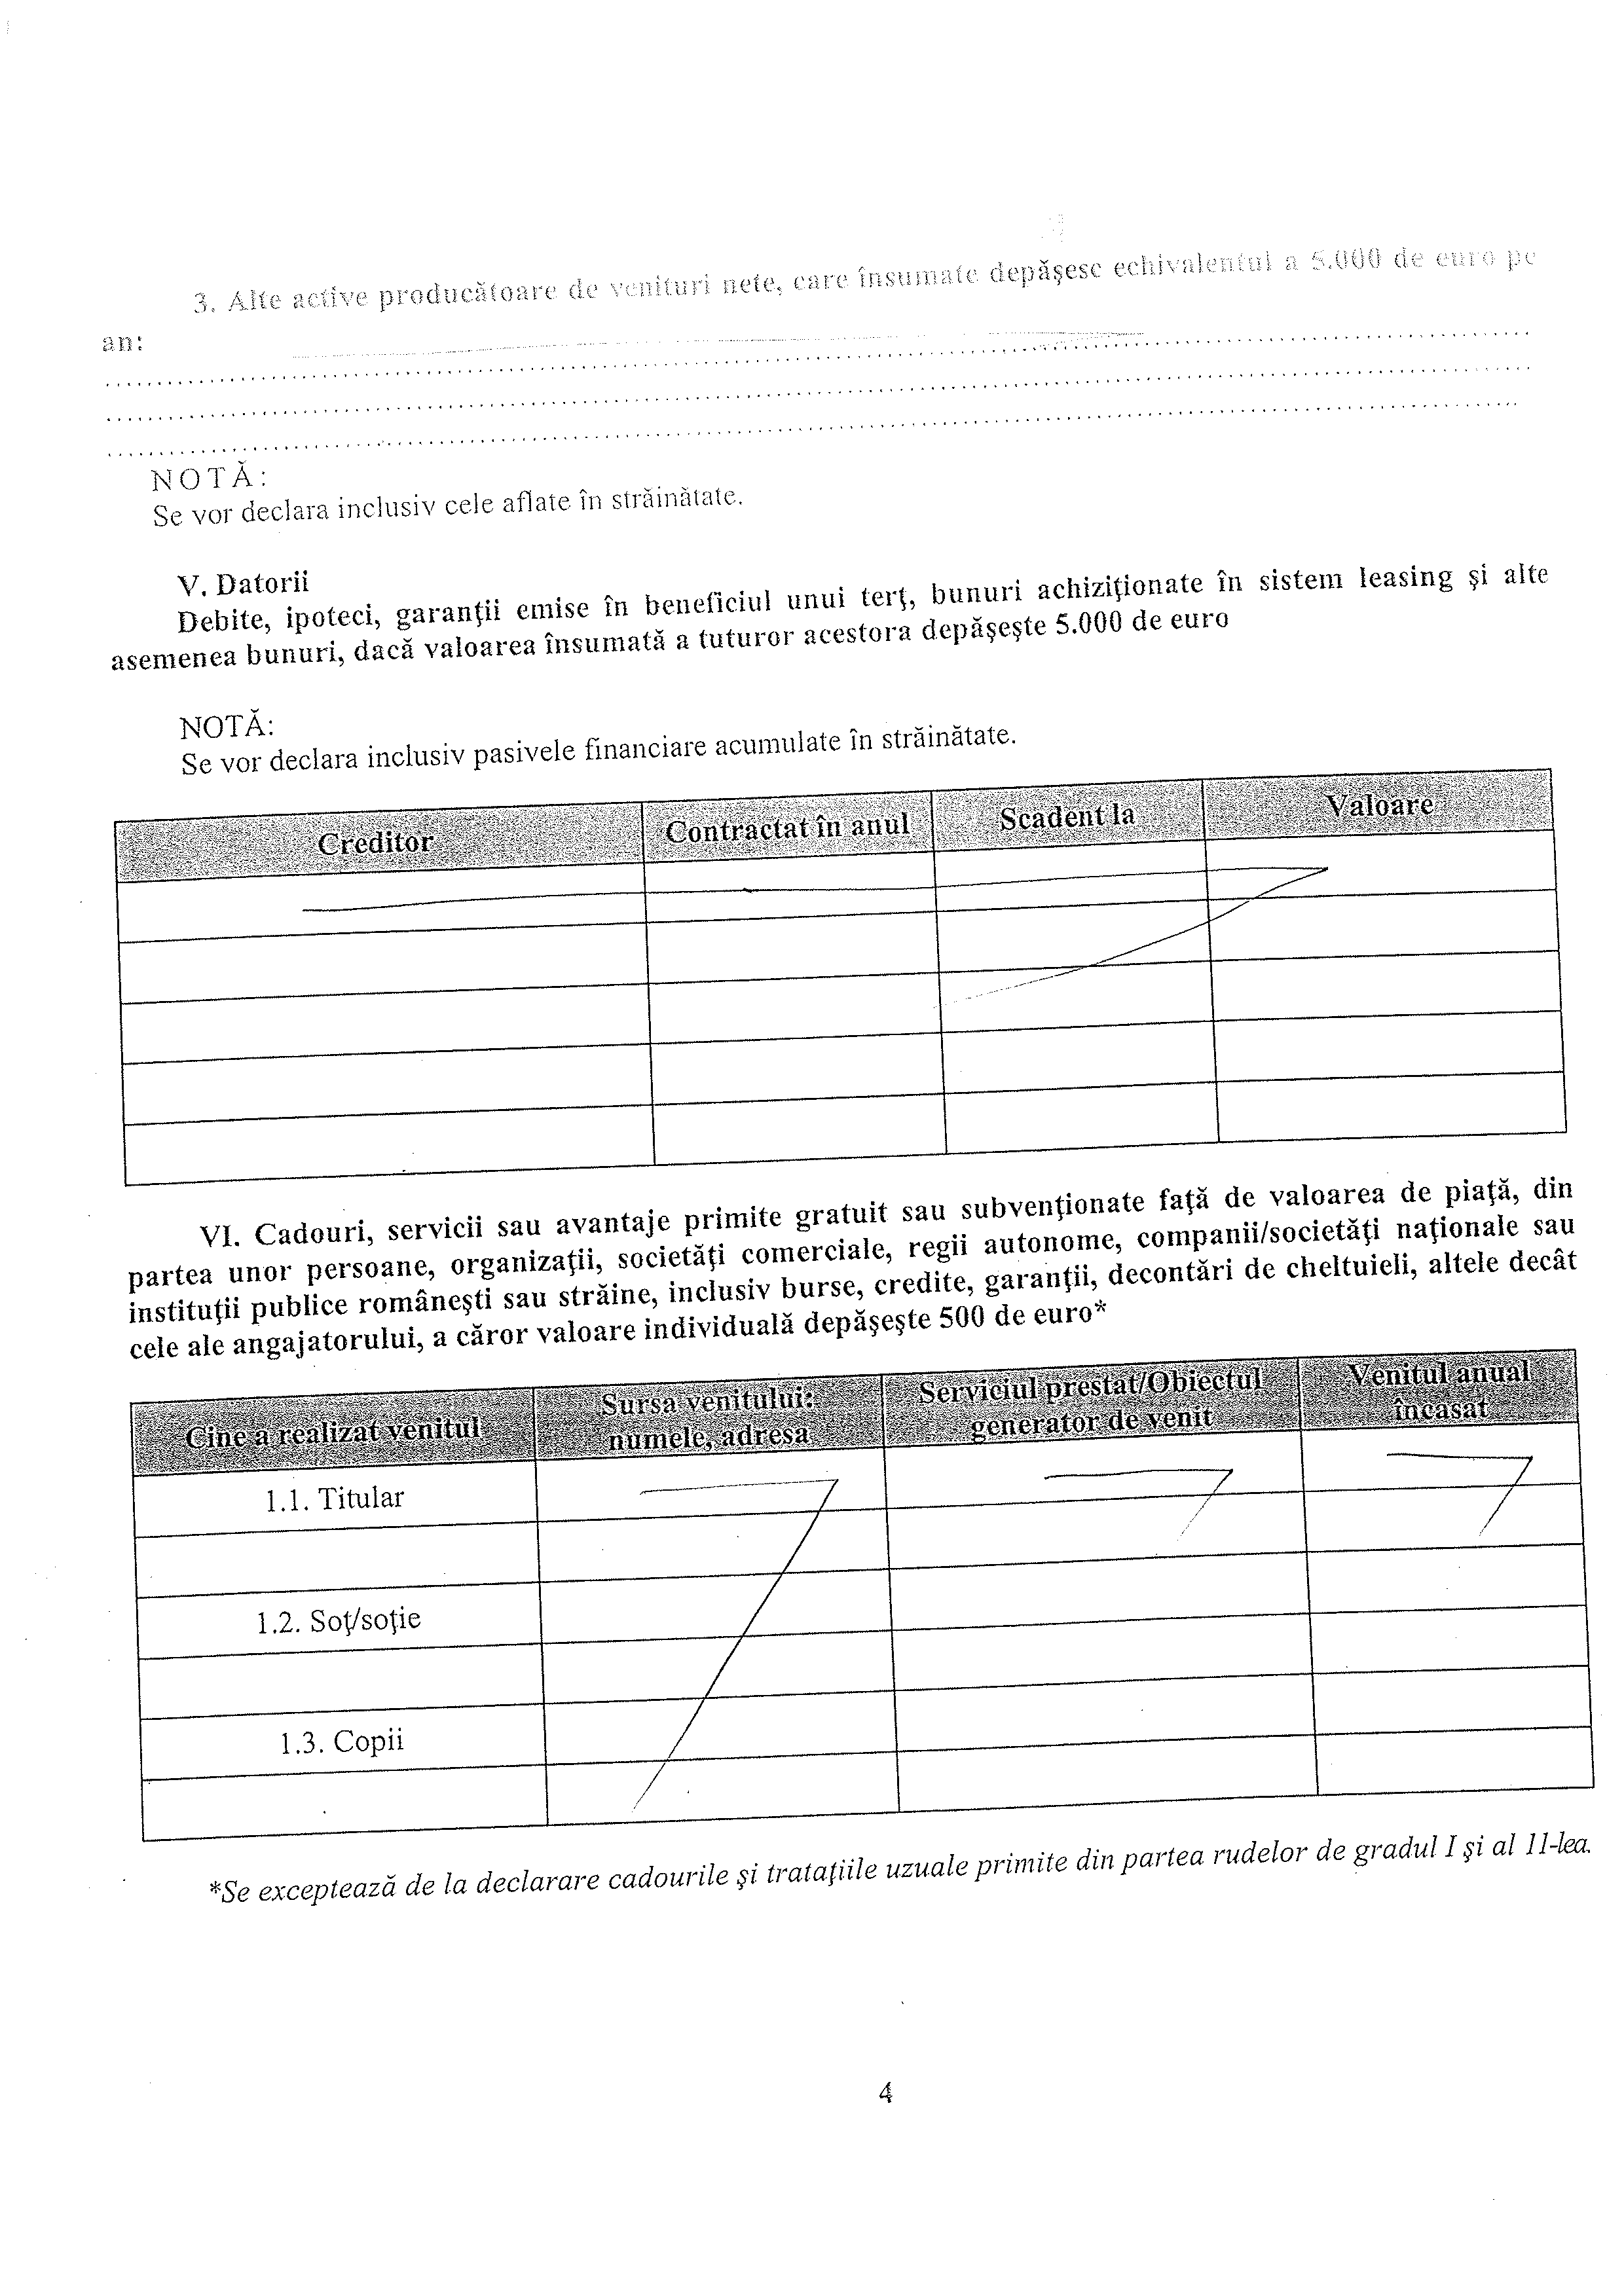 3. Alte active producătoare de venituri nete, care însumate depăşesc echivalentul a 5.000 de euro pe
an:
................................................................
................................................................
................................................................
NOTĂ:
Se vor declara inclusiv cele aflate în străinătate.
V. Datorii
Debite, ipoteci, garanţii emise în beneficiul unui terţ, bunuri achiziţionate în sistem leasing şi alte
asemenea bunuri, dacă valoarea însumată a tuturor acestora depăşeşte 5.000 de euro
NOTĂ:
Se vor declara inclusiv pasivele financiare acumulate în străinătate.
Creditor Contractat în anul Scadent la Valoare
VI. Cadouri, servicii sau avantaje primite gratuit sau subvenţionate faţă de valoarea de piaţă, din
partea unor persoane, organizaţii, societăţi comerciale, regii autonome, companii/societăţi naţionale sau
instituţii publice româneşti sau străine, inclusiv burse, credite, garanţii, decontări de cheltuieli, altele decât
cele ale angajatorului, a căror valoare individuală depăşeşte 500 de euro*
Cine a realizat venitul
Sursa venitului:
numele, adresa
Serviciul prestat/Obiectul
generator de venit
Venitul anual
încasat
1.1. Titular
1.2. Soţ/soţie
1.3. Copii
*Se exceptează de la declarare cadourile şi trataţiile uzuale primite din partea rudelor de gradul I şi al 11-lea.
4